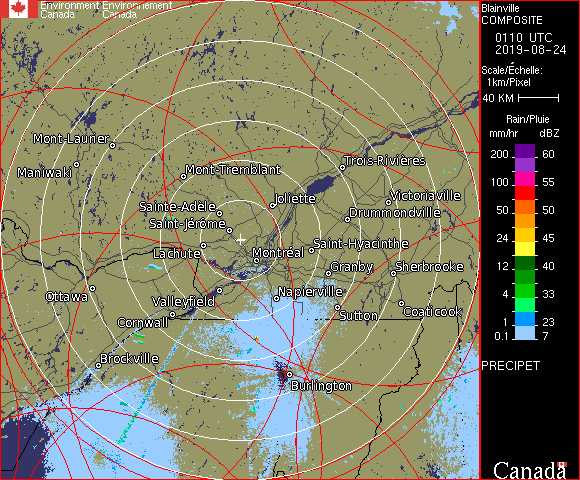 Environment Environnement
Canada Canada
Blainville
COMPOSITE
0110 UTC
2019-08-24
Scale/Échelle:
1km/Pixel
40 KM
Rain/Pluie
mm/hr dBZ
200 60
100 55
50 50
24 45
12 40
4 33
1 23
0.1 7
PRECIPET
Canada
Mont-Laurier
Maniwaki
Mont-Tremblant
Trois-Rivières
Joliette
Victoriaville
Sainte-Adèle
Drummondville
Saint-Jérôme
Saint-Hyacinthe
Lachute
Montréal
Granby
Sherbrooke
Ottawa
Valleyfield
Napierville
Cornwall
Sutton
Coaticook
Brockville
Burlington